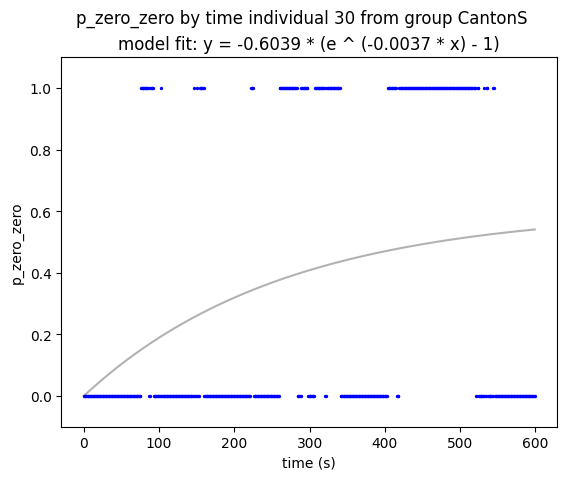 p_zero_zero by time individual 30 from group CantonS
model fit: y = -0.6039 * (e ^ (-0.0037 * x) - 1)
1.0
0.8
0.6
0.4
0.2
0.0
p_zero_zero
0 100 200 300 400 500 600
time (s)